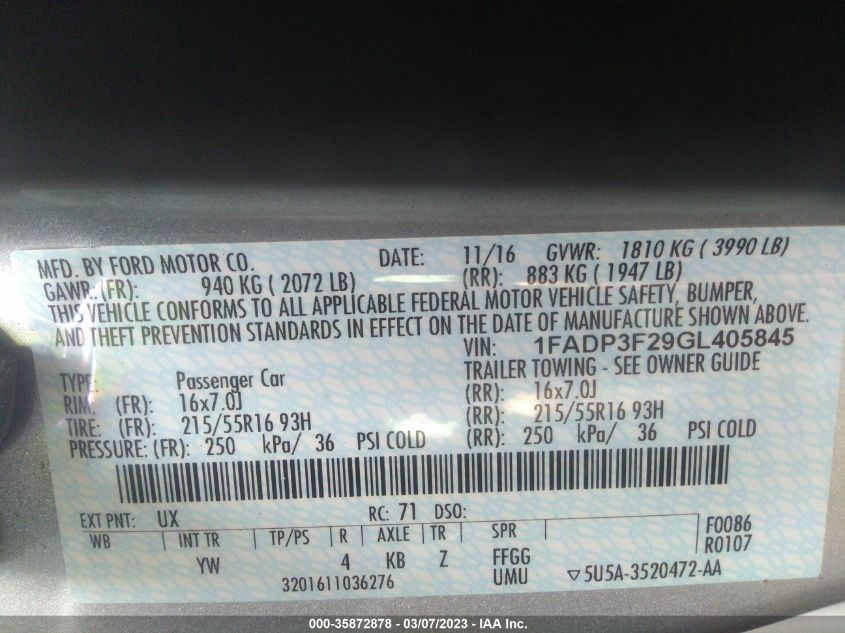 MFD. BY FORD MOTOR CO. DATE: 11/16 GVWR: 1810 KG ( 3990 LB)
GAWR: (FR): 940 KG ( 2072 LB) (RR): 883 KG ( 1947 LB)
THIS VEHICLE CONFORMS TO ALL APPLICABLE FEDERAL MOTOR VEHICLE SAFETY, BUMPER,
AND THEFT PREVENTION STANDARDS IN EFFECT ON THE DATE OF MANUFACTURE SHOWN ABOVE.
VIN: 1FADP3F29GL405845
TYPE: Passenger Car TRAILER TOWING - SEE OWNER GUIDE
RIM: (FR): 16x7.0J (RR): 16x7.0J
TIRE: (FR): 215/55R16 93H (RR): 215/55R16 93H
PRESSURE: (FR): 250 kPa/ 36 PSI COLD (RR): 250 kPa/ 36 PSI COLD
EXT PNT: UX RC: 71 DSO:
WB INT TR TP/PS R AXLE TR SPR F0086
YW 4 KB Z FFGG R0107
3201611036276 UMU ▽5U5A-3520472-AA
000-35872878 - 03/07/2023 - IAA Inc.